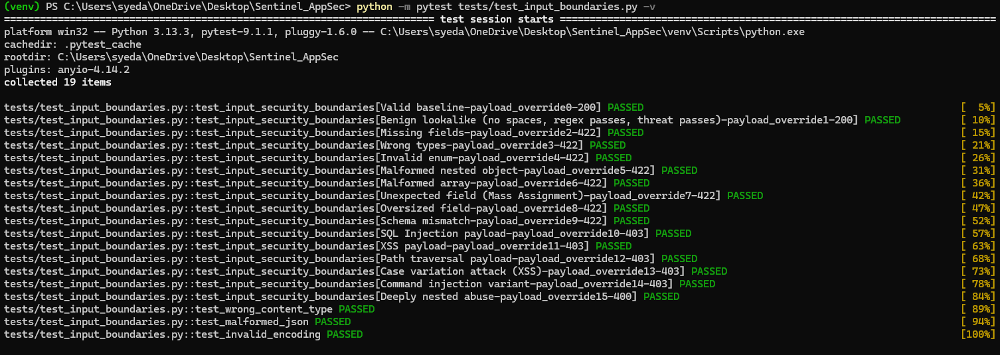 (venv) PS C:\Users\syeda\OneDrive\Desktop\Sentinel_AppSec> python -m pytest tests/test_input_boundaries.py -v
======================================================================== test session starts =========================================================================
platform win32 -- Python 3.13.3, pytest-9.1.1, pluggy-1.6.0 -- C:\Users\syeda\OneDrive\Desktop\Sentinel_AppSec\venv\Scripts\python.exe
cachedir: .pytest_cache
rootdir: C:\Users\syeda\OneDrive\Desktop\Sentinel_AppSec
plugins: anyio-4.14.2
collected 19 items
tests/test_input_boundaries.py::test_input_security_boundaries[Valid baseline-payload_override0-200] PASSED [  5%]
tests/test_input_boundaries.py::test_input_security_boundaries[Benign lookalike (no spaces, regex passes, threat passes)-payload_override1-200] PASSED [ 10%]
tests/test_input_boundaries.py::test_input_security_boundaries[Missing fields-payload_override2-422] PASSED [ 15%]
tests/test_input_boundaries.py::test_input_security_boundaries[Wrong types-payload_override3-422] PASSED [ 21%]
tests/test_input_boundaries.py::test_input_security_boundaries[Invalid enum-payload_override4-422] PASSED [ 26%]
tests/test_input_boundaries.py::test_input_security_boundaries[Malformed nested object-payload_override5-422] PASSED [ 31%]
tests/test_input_boundaries.py::test_input_security_boundaries[Malformed array-payload_override6-422] PASSED [ 36%]
tests/test_input_boundaries.py::test_input_security_boundaries[Unexpected field (Mass Assignment)-payload_override7-422] PASSED [ 42%]
tests/test_input_boundaries.py::test_input_security_boundaries[Oversized field-payload_override8-422] PASSED [ 47%]
tests/test_input_boundaries.py::test_input_security_boundaries[Schema mismatch-payload_override9-422] PASSED [ 52%]
tests/test_input_boundaries.py::test_input_security_boundaries[SQL Injection payload-payload_override10-403] PASSED [ 57%]
tests/test_input_boundaries.py::test_input_security_boundaries[XSS payload-payload_override11-403] PASSED [ 63%]
tests/test_input_boundaries.py::test_input_security_boundaries[Path traversal payload-payload_override12-403] PASSED [ 68%]
tests/test_input_boundaries.py::test_input_security_boundaries[Case variation attack (XSS)-payload_override13-403] PASSED [ 73%]
tests/test_input_boundaries.py::test_input_security_boundaries[Command injection variant-payload_override14-403] PASSED [ 78%]
tests/test_input_boundaries.py::test_input_security_boundaries[Deeply nested abuse-payload_override15-400] PASSED [ 84%]
tests/test_input_boundaries.py::test_wrong_content_type PASSED [ 89%]
tests/test_input_boundaries.py::test_malformed_json PASSED [ 94%]
tests/test_input_boundaries.py::test_invalid_encoding PASSED [100%]